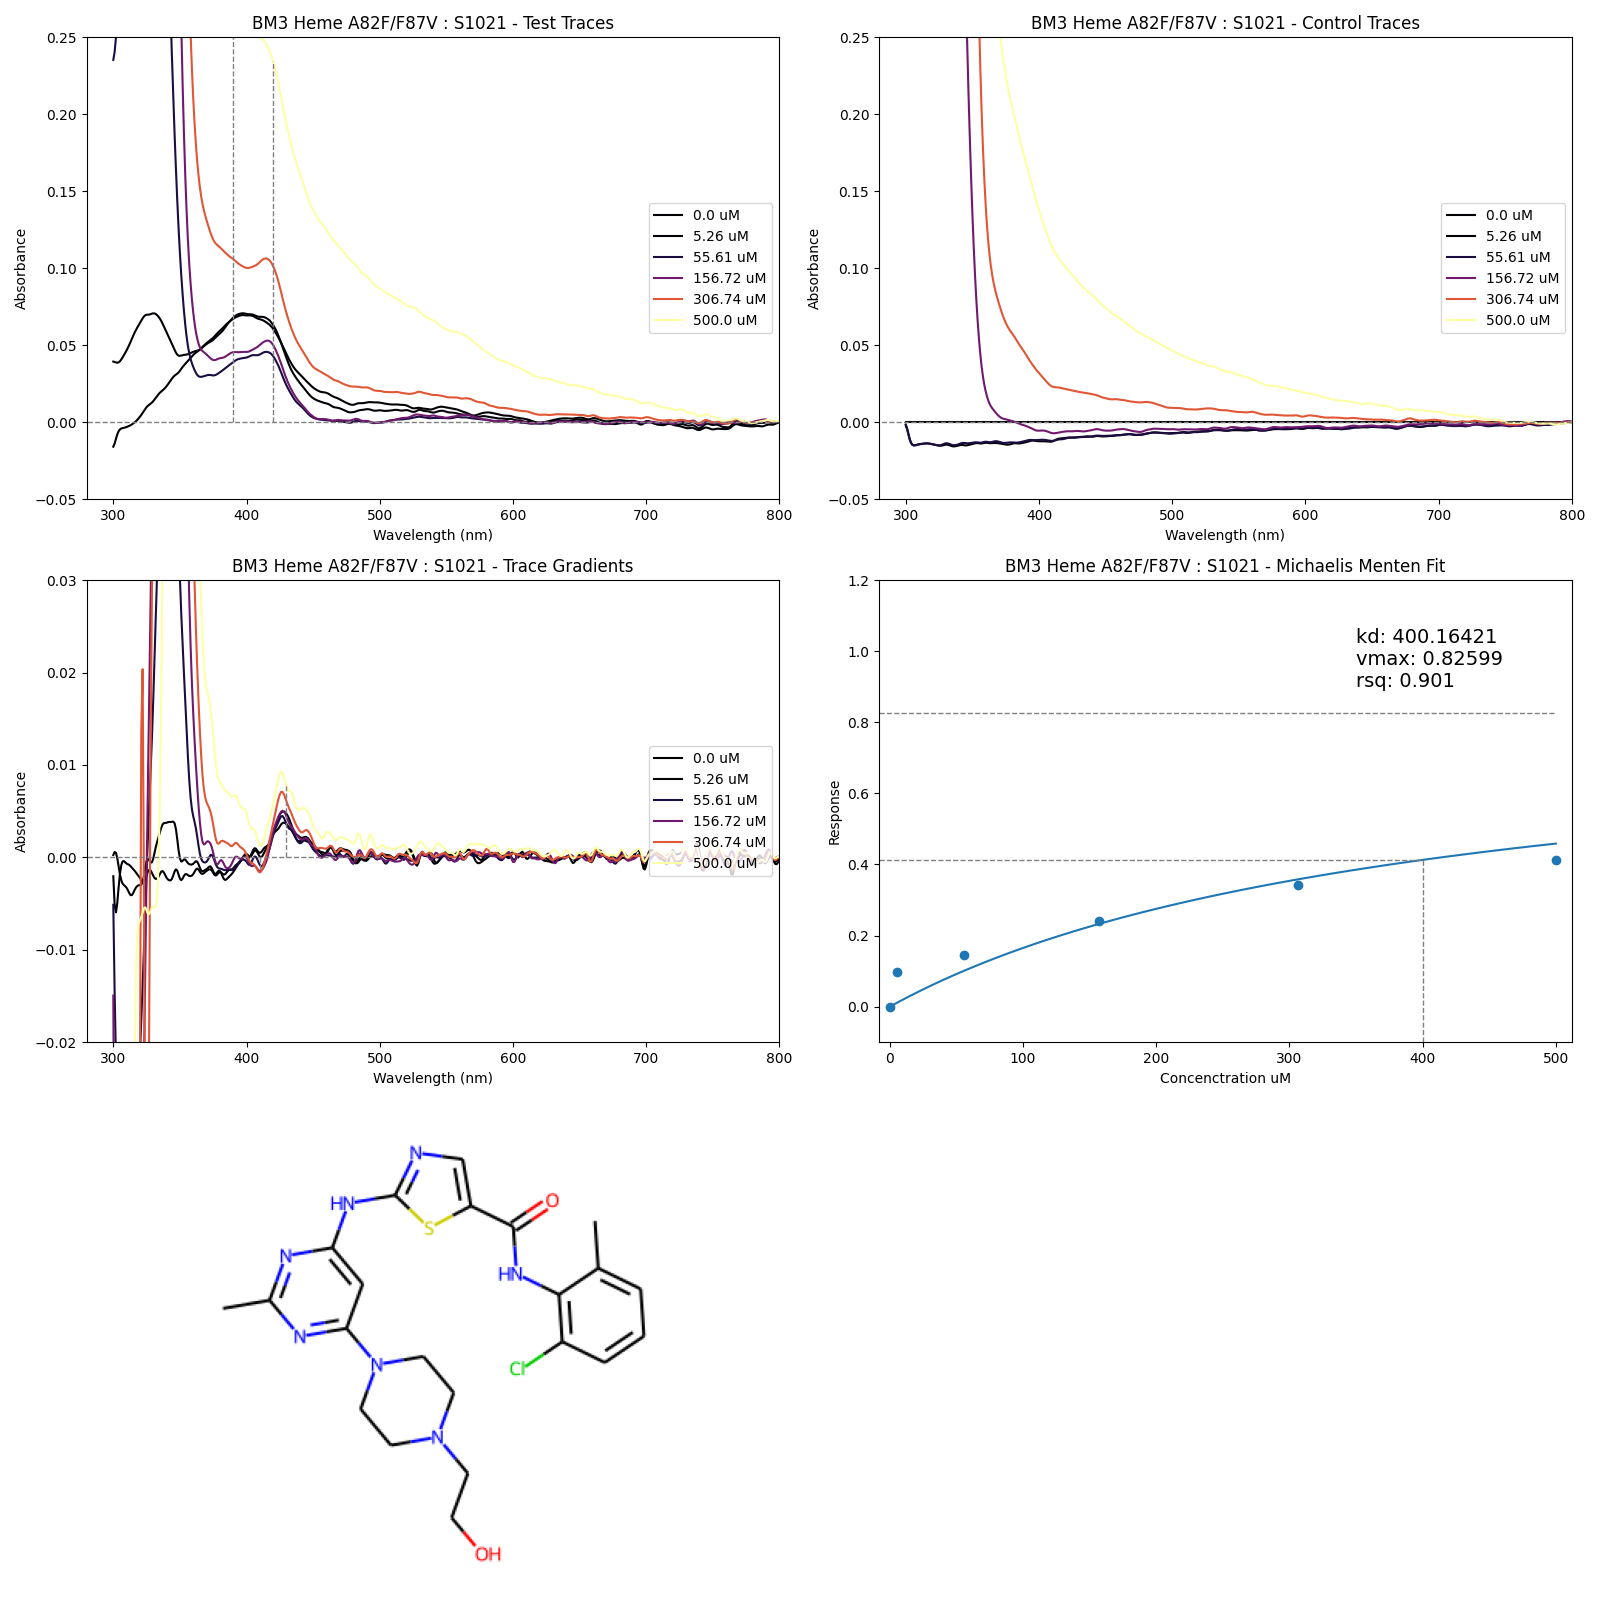 BM3 Heme A82F/F87V : S1021 - Test Traces
0.25
0.20
0.15
0.10
0.05
0.00
−0.05
Absorbance
300 400 500 600 700 800
Wavelength (nm)
0.0 uM
5.26 uM
55.61 uM
156.72 uM
306.74 uM
500.0 uM
BM3 Heme A82F/F87V : S1021 - Control Traces
0.25
0.20
0.15
0.10
0.05
0.00
−0.05
Absorbance
300 400 500 600 700 800
Wavelength (nm)
0.0 uM
5.26 uM
55.61 uM
156.72 uM
306.74 uM
500.0 uM
BM3 Heme A82F/F87V : S1021 - Trace Gradients
0.03
0.02
0.01
0.00
−0.01
−0.02
Absorbance
300 400 500 600 700 800
Wavelength (nm)
0.0 uM
5.26 uM
55.61 uM
156.72 uM
306.74 uM
500.0 uM
BM3 Heme A82F/F87V : S1021 - Michaelis Menten Fit
1.2
1.0
0.8
0.6
0.4
0.2
0.0
Response
kd: 400.16421
vmax: 0.82599
rsq: 0.901
0 100 200 300 400 500
Concenctration uM
N
HN
O
S
N
HN
N
N
Cl
N
OH